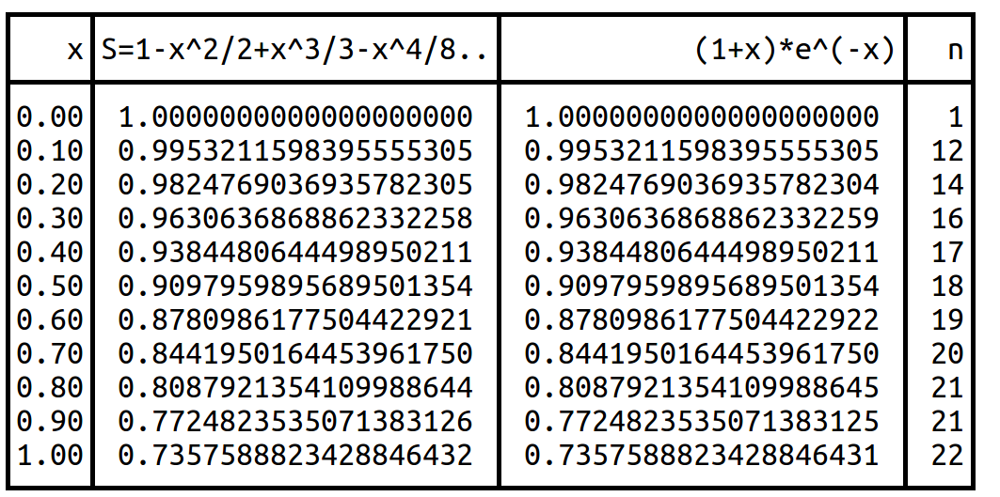 x S=1-x^2/2+x^3/3-x^4/8.. (1+x)*e^(-x) n
0.00 1.0000000000000000000 1.0000000000000000000 1
0.10 0.9953211598395555305 0.9953211598395555305 12
0.20 0.9824769036935782305 0.9824769036935782304 14
0.30 0.9630636868862332258 0.9630636868862332259 16
0.40 0.9384480644498950211 0.9384480644498950211 17
0.50 0.9097959895689501354 0.9097959895689501354 18
0.60 0.8780986177504422921 0.8780986177504422922 19
0.70 0.8441950164453961750 0.8441950164453961750 20
0.80 0.8087921354109988644 0.8087921354109988645 21
0.90 0.7724823535071383126 0.7724823535071383125 21
1.00 0.7357588823428846432 0.7357588823428846431 22